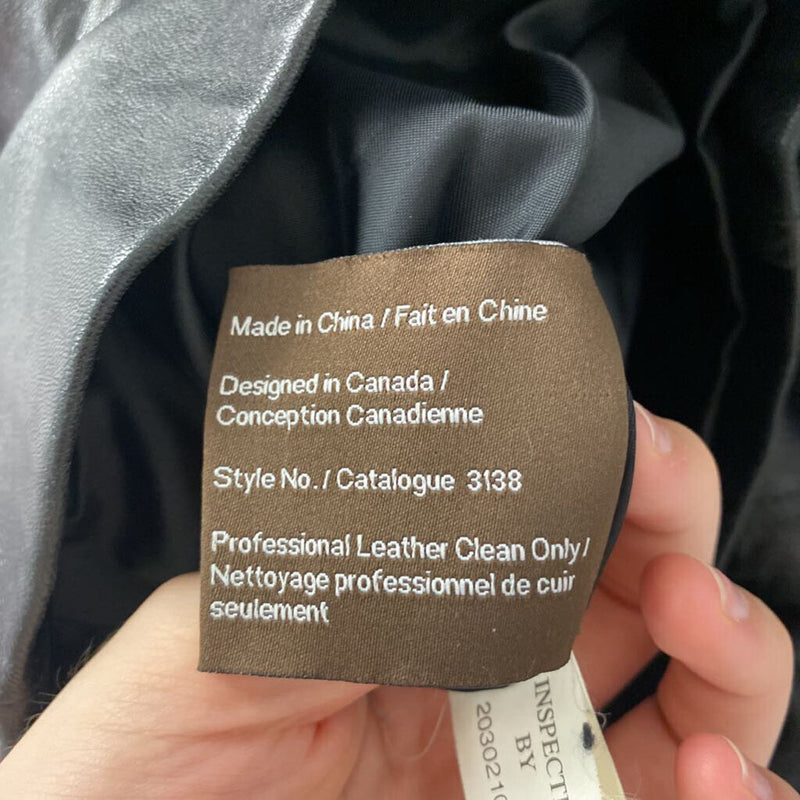 Made in China / Fait en Chine
Designed in Canada /
Conception Canadienne
Style No. / Catalogue 3138
Professional Leather Clean Only /
Nettoyage professionnel de cuir
seulement
INSPECT
BY
2030210